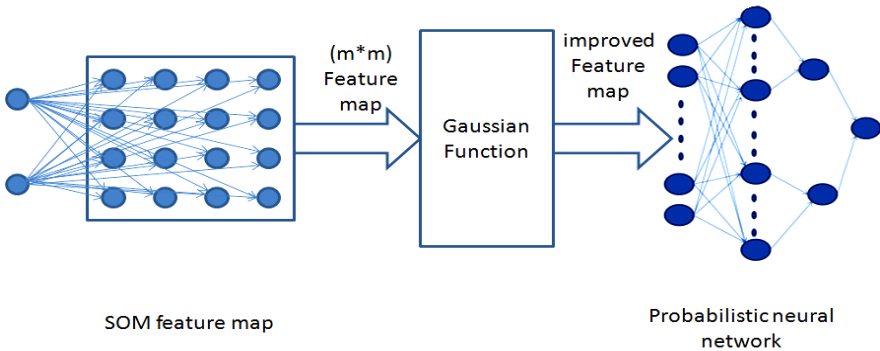 (m*m)
Feature
map
improved
Feature
map
Gaussian
Function
SOM feature map
Probabilistic neural
network